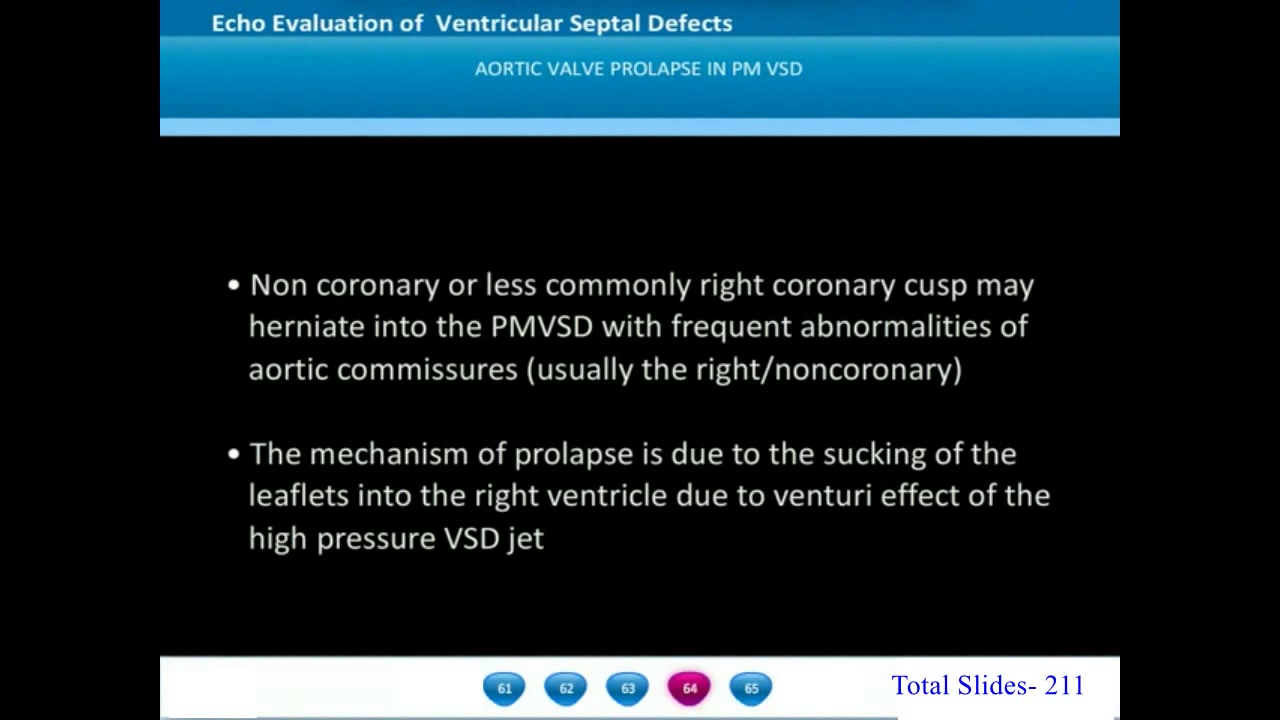 Echo Evaluation of Ventricular Septal Defects
AORTIC VALVE PROLAPSE IN PM VSD
• Non coronary or less commonly right coronary cusp may
herniate into the PMVSD with frequent abnormalities of
aortic commissures (usually the right/noncoronary)
• The mechanism of prolapse is due to the sucking of the
leaflets into the right ventricle due to venturi effect of the
high pressure VSD jet
61 62 63 64 65 Total Slides- 211